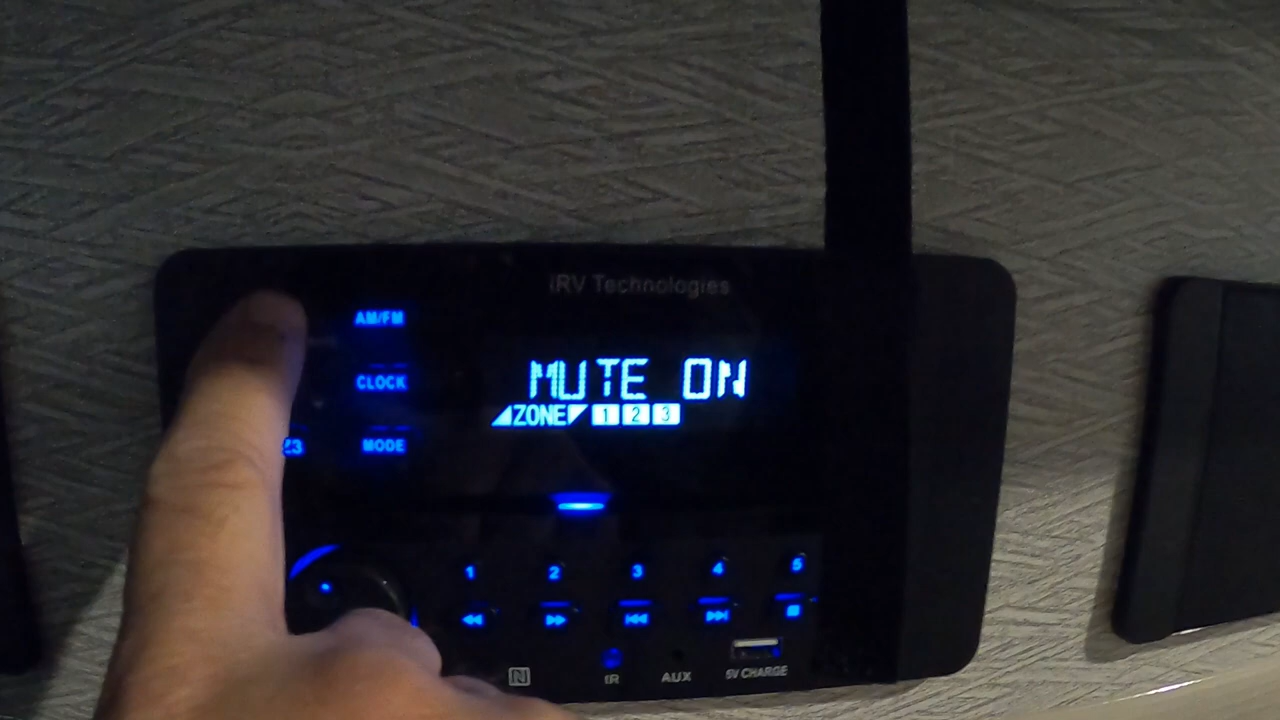 iRV Technologies
AM/FM
MUTE ON
CLOCK
ZONE 1 2 3
MODE
1 2 3 4 5
IR
AUX
5V CHARGE